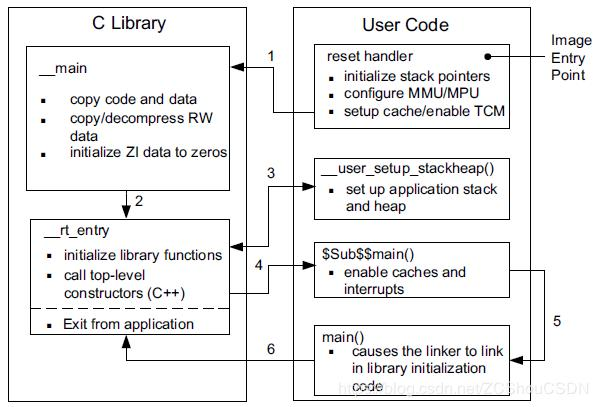 C Library
__main
▪ copy code and data
▪ copy/decompress RW
data
▪ initialize ZI data to zeros
2
__rt_entry
▪ initialize library functions
▪ call top-level
constructors (C++)
▪ Exit from application
1
3
4
6
User Code
reset handler
▪ initialize stack pointers
▪ configure MMU/MPU
▪ setup cache/enable TCM
__user_setup_stackheap()
▪ set up application stack
and heap
$Sub$$main()
▪ enable caches and
interrupts
main()
▪ causes the linker to link
in library initialization
code
5
Image
Entry
Point
https://blog.csdn.net/ZCShouCSDN